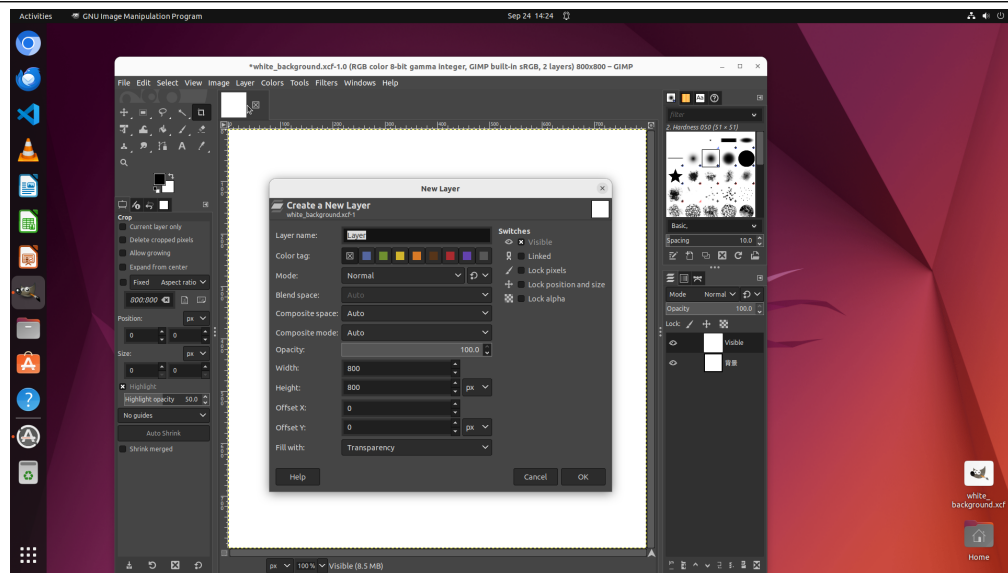 Activities
GNU Image Manipulation Program
Sep 24 14:24
*white_background.xcf-1.0 (RGB color 8-bit gamma integer, GIMP built-in sRGB, 2 layers) 800x800 – GIMP
File Edit Select View Image Layer Colors Tools Filters Windows Help
Crop
Current layer only
Delete cropped pixels
Allow growing
Expand from center
Fixed Aspect ratio
800:800
Position: px
0 0
Size: px
0 0
Highlight
Highlight opacity 50.0
No guides
Auto Shrink
Shrink merged
New Layer
Create a New Layer
white_background.xcf-1
Layer name: Layer
Color tag:
Mode: Normal
Blend space: Auto
Composite space: Auto
Composite mode: Auto
Opacity: 100.0
Width: 800
Height: 800 px
Offset X: 0
Offset Y: 0 px
Fill with: Transparency
Switches
Visible
Linked
Lock pixels
Lock position and size
Lock alpha
Help Cancel OK
px 100 % Visible (8.5 MB)
Filter
2. Hardness 050 (51 × 51)
Basic,
Spacing 10.0
Mode Normal
Opacity 100.0
Lock:
Visible
背景
white_
background.xcf
Home